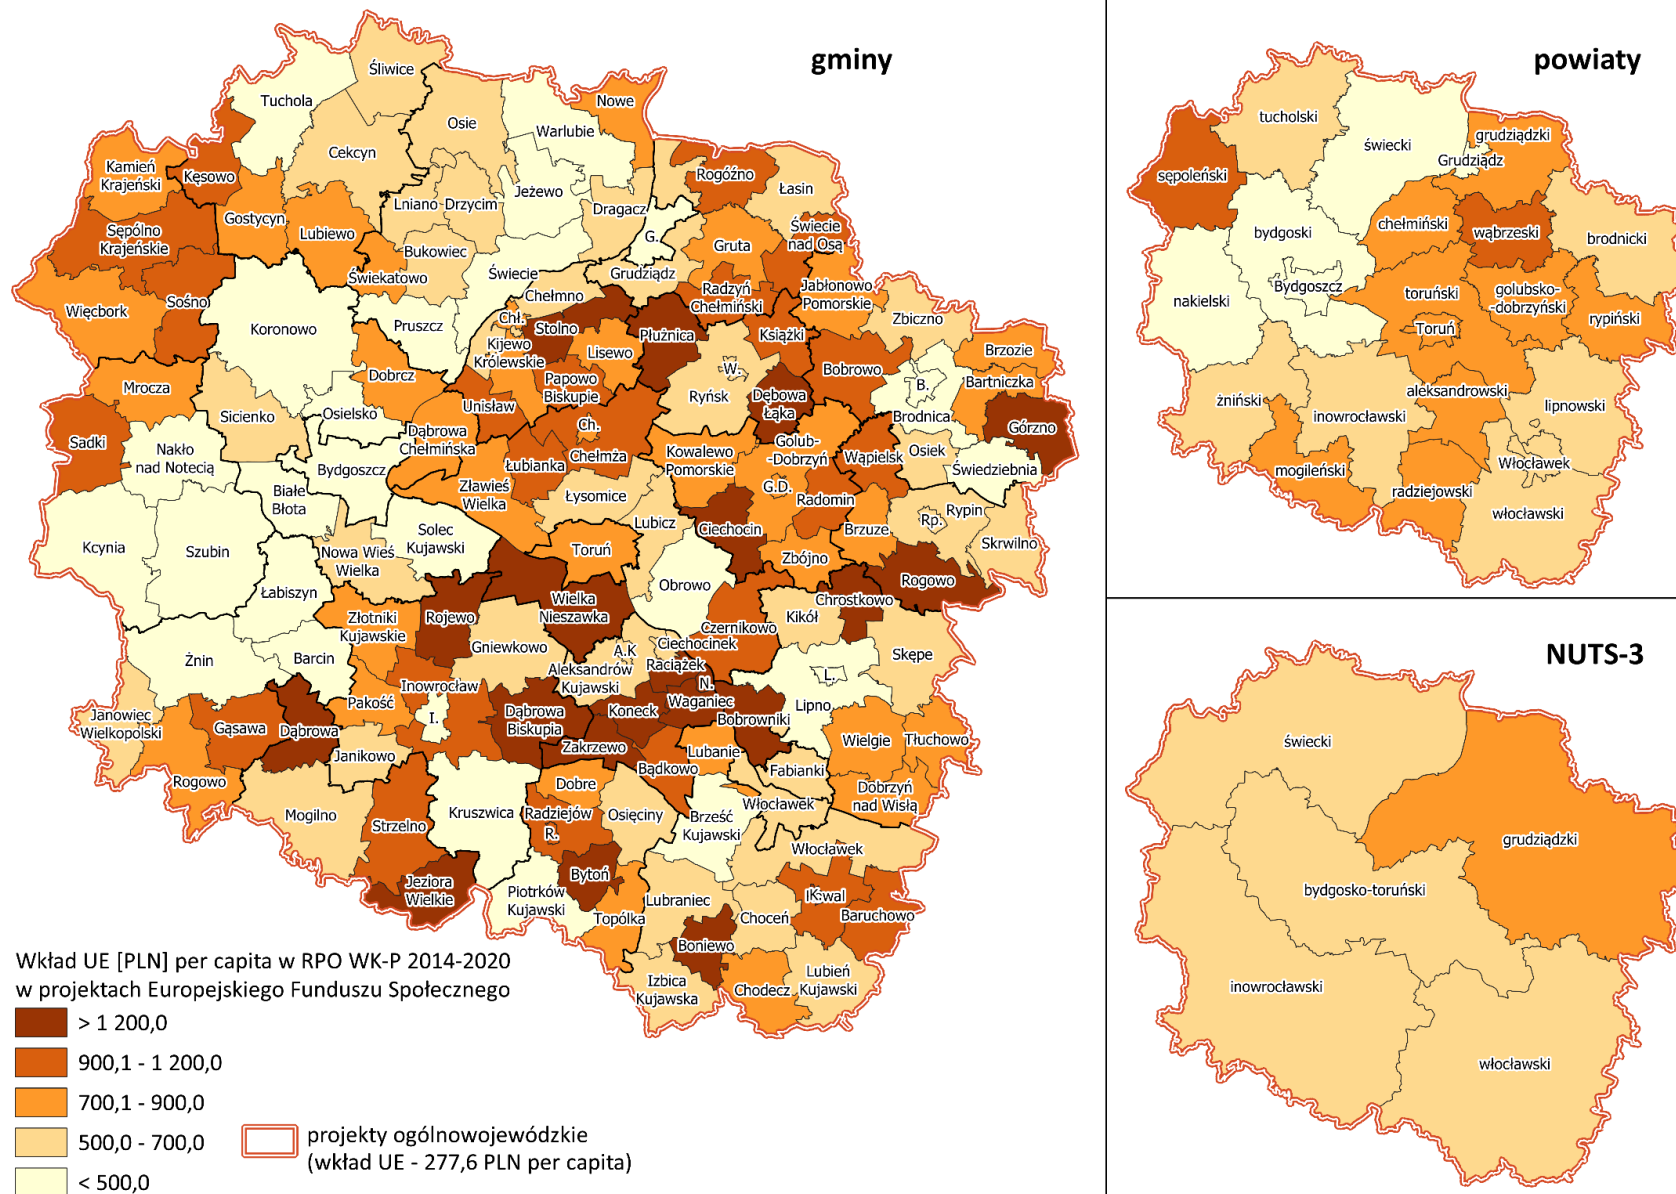 gminy
Śliwice
Tuchola
Osie
Nowe
Warlubie
Cekcyn
Kamień
Krajeński
Kęsowo
Rogóźno
Łasin
Jeżewo
Lniano
Drzycim
Dragacz
Gostycyn
Lubiewo
Sępólno
Krajeńskie
Świecie
nad Osą
G.
Gruta
Bukowiec
Świekatowo
Świecie
Grudziądz
Radzyń
Chełmiński
Jabłonowo
Pomorskie
Chełmno
Więcbork
Sośno
Koronowo
Pruszcz
Chł.
Stolno
Płużnica
Książki
Zbiczno
Kijewo
Królewskie
Lisewo
Brzozie
W.
Bobrowo
Mrocza
Dobrcz
Papowo
Biskupie
Ryńsk
Dębowa
Łąka
B.
Bartniczka
Unisław
Brodnica
Górzno
Sicienko
Osielsko
Dąbrowa
Chełmińska
Ch.
Sadki
Nakło
nad Notecią
Chełmża
Kowalewo
Pomorskie
Golub-
-Dobrzyń
Wąpielsk
Osiek
Świedziebnia
Bydgoszcz
Łubianka
Białe
Błota
Zławieś
Wielka
Łysomice
G.D.
Radomin
Lubicz
Rp.
Rypin
Ciechocin
Brzuze
Skrwilno
Kcynia
Szubin
Nowa Wieś
Wielka
Solec
Kujawski
Toruń
Zbójno
Obrowo
Rogowo
Łabiszyn
Wielka
Nieszawka
Chrostkowo
Złotniki
Kujawskie
Rojewo
Kikół
Czernikowo
Gniewkowo
Ciechocinek
A.K
Żnin
Barcin
Aleksandrów
Kujawski
Raciążek
Skępe
Inowrocław
N.
L.
Pakość
Waganiec
Janowiec
Wielkopolski
Gąsawa
Dąbrowa
I.
Dąbrowa
Biskupia
Koneck
Bobrowniki
Lipno
Zakrzewo
Wielgie
Tłuchowo
Janikowo
Lubanie
Rogowo
Bądkowo
Fabianki
Dobre
Dobrzyń
nad Wisłą
Mogilno
Strzelno
Kruszwica
Radziejów
R.
Osięciny
Brześć
Kujawski
Włocławek
Włocławek
Bytoń
Jeziora
Wielkie
Piotrków
Kujawski
Lubraniec
Topólka
Choceń
Baruchowo
Boniewo
Izbica
Kujawska
Chodecz
Lubień
Kujawski
Wkład UE [PLN] per capita w RPO WK-P 2014-2020
w projektach Europejskiego Funduszu Społecznego
> 1 200,0
900,1 - 1 200,0
700,1 - 900,0
500,0 - 700,0
< 500,0
projekty ogólnowojewódzkie
(wkład UE - 277,6 PLN per capita)
powiaty
tucholski
świecki
grudziądzki
Grudziądz
sępoleński
bydgoski
chełmiński
wąbrzeski
brodnicki
Bydgoszcz
nakielski
toruński
golubsko-
-dobrzyński
rypiński
Toruń
żniński
inowrocławski
aleksandrowski
lipnowski
mogileński
Włocławek
radziejowski
włocławski
NUTS-3
świecki
grudziądzki
bydgosko-toruński
inowrocławski
włocławski